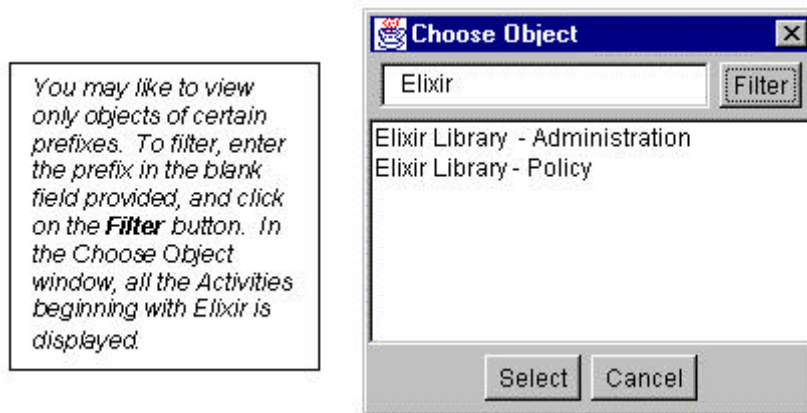 You may like to view
only objects of certain
prefixes. To filter, enter
the prefix in the blank
field provided, and click
on the Filter button. In
the Choose Object
window, all the Activities
beginning with Elixir is
displayed.
Choose Object
Elixir
Filter
Elixir Library - Administration
Elixir Library - Policy
Select
Cancel